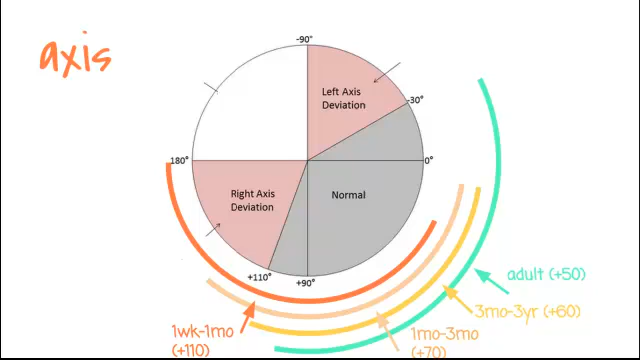 axis
-90°
Left Axis
Deviation
-30°
180°
0°
Right Axis
Deviation
Normal
+110°
+90°
adult (+50)
3mo-3yr (+60)
1wk-1mo
(+110)
1mo-3mo
(+70)